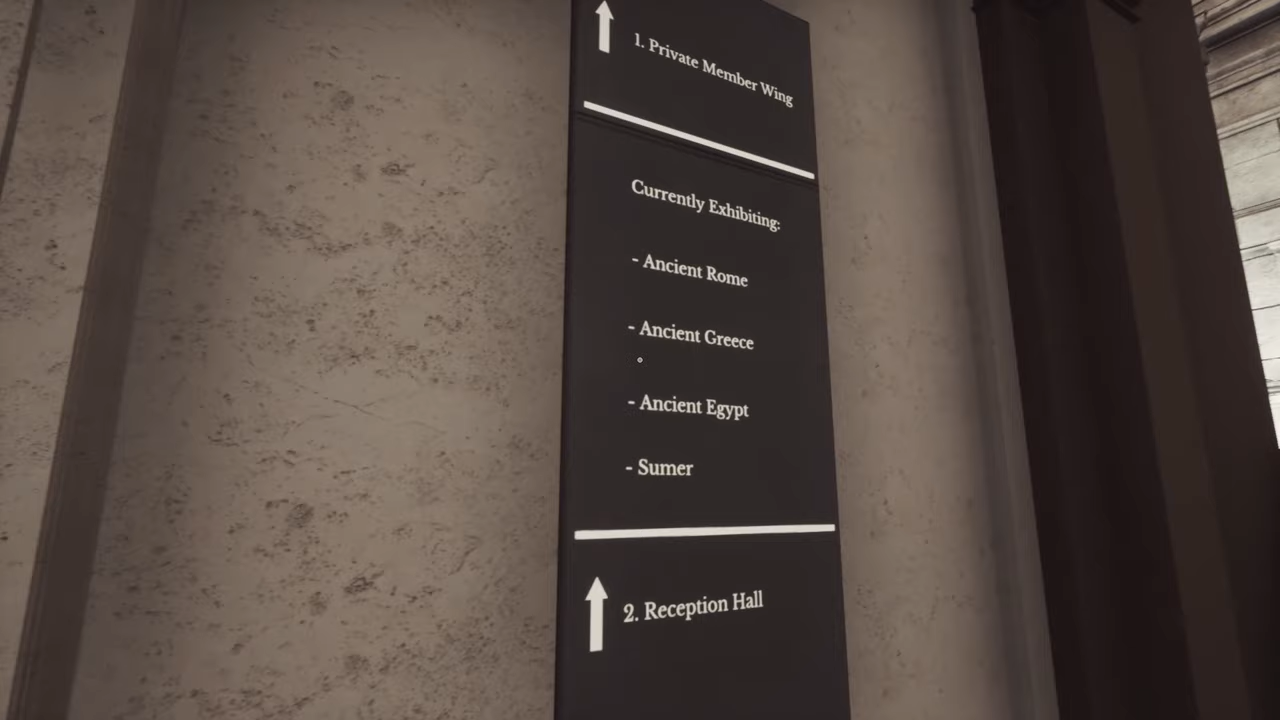 1. Private Member Wing
Currently Exhibiting:
- Ancient Rome
- Ancient Greece
- Ancient Egypt
- Sumer
2. Reception Hall